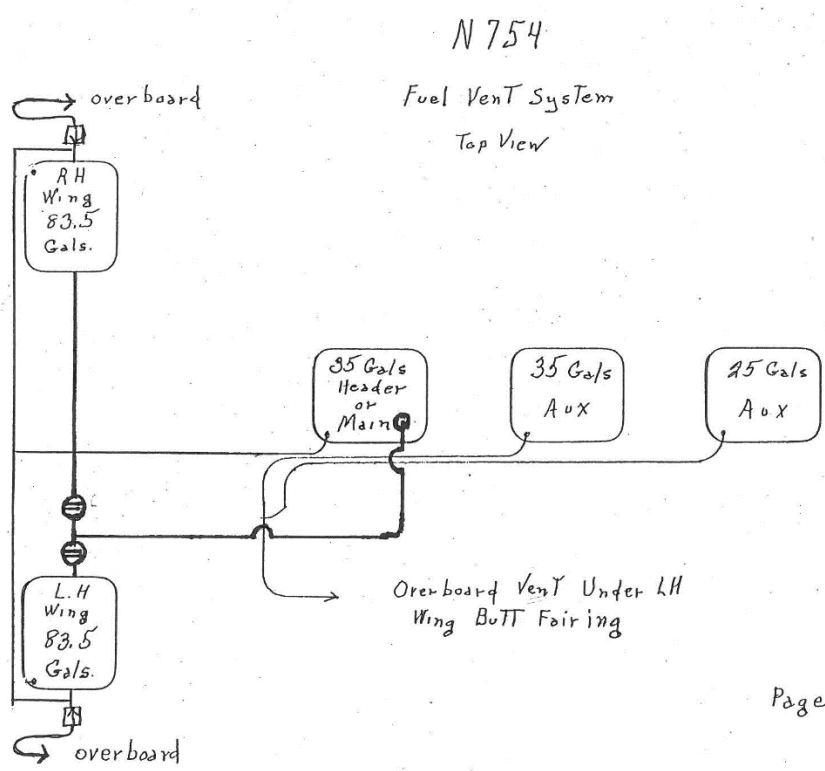 N 754
Fuel Vent System
Top View
overboard
RH
Wing
83.5
Gals.
35 Gals
Header
or
Main
35 Gals
Aux
25 Gals
Aux
L.H
Wing
83.5
Gals.
Overboard Vent Under LH
Wing Butt Fairing
Page
overboard